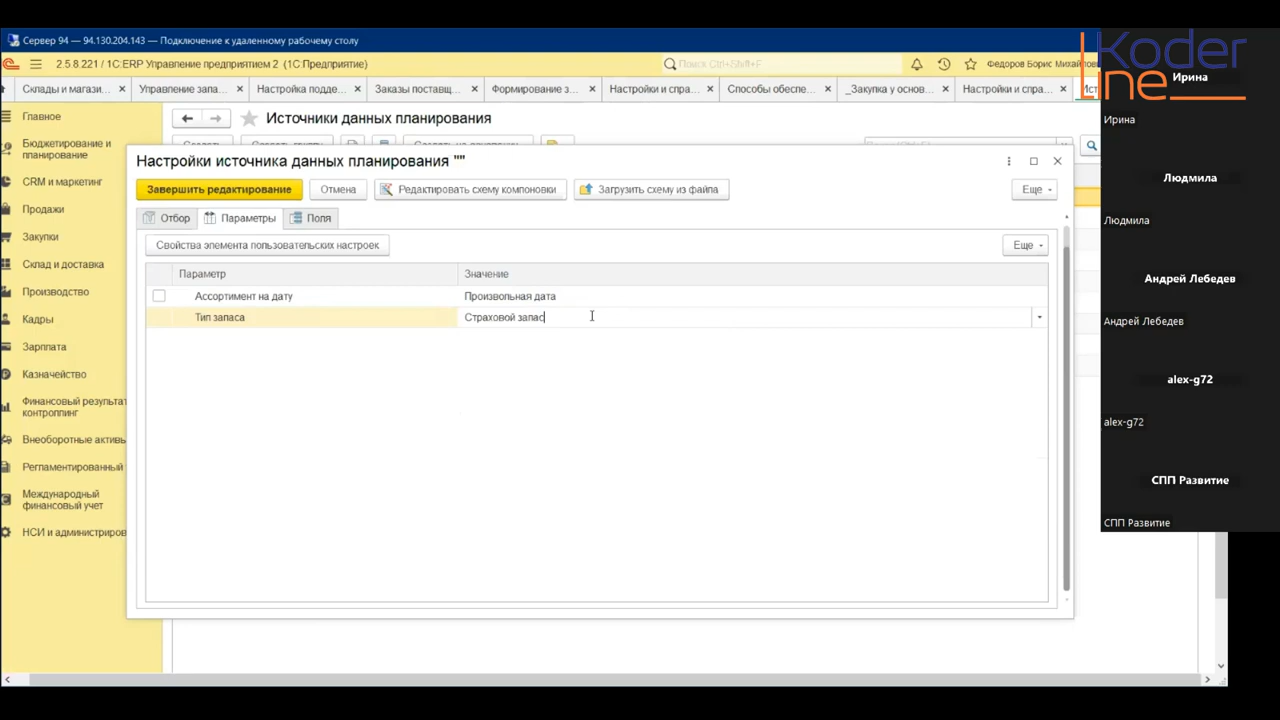 Сервер 94 — 94.130.204.143 — Подключение к удаленному рабочему столу
2.5.8.221 / 1С:ERP Управление предприятием 2 (1С:Предприятие)
Поиск Ctrl+Shift+F
Федоров Борис Михайлов
Koder
Line
Склады и магази...
Управление запа...
Настройка подде...
Заказы поставщ...
Формирование з...
Настройки и спра...
Способы обеспе...
_Закупка у основ...
Настройки и спра...
Главное
Бюджетирование и
планирование
CRM и маркетинг
Продажи
Закупки
Склад и доставка
Производство
Кадры
Зарплата
Казначейство
Финансовый результат
контроллинг
Внеоборотные активы
Регламентированный
Международный
финансовый учет
НСИ и администриров
Источники данных планирования
Настройки источника данных планирования ""
Завершить редактирование
Отмена
Редактировать схему компоновки
Загрузить схему из файла
Еще
Отбор
Параметры
Поля
Свойства элемента пользовательских настроек
Еще
Параметр
Значение
Ассортимент на дату
Произвольная дата
Тип запаса
Страховой запас
Ирина
Ирина
Людмила
Людмила
Андрей Лебедев
Андрей Лебедев
alex-g72
alex-g72
СПП Развитие
СПП Развитие